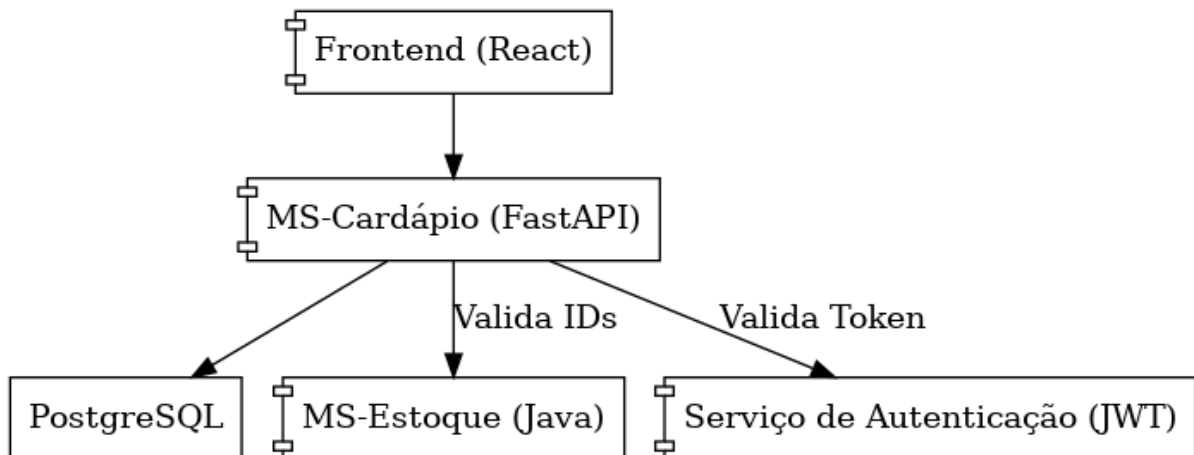 Frontend (React)
MS-Cardápio (FastAPI)
Valida IDs
Valida Token
PostgreSQL
MS-Estoque (Java)
Serviço de Autenticação (JWT)